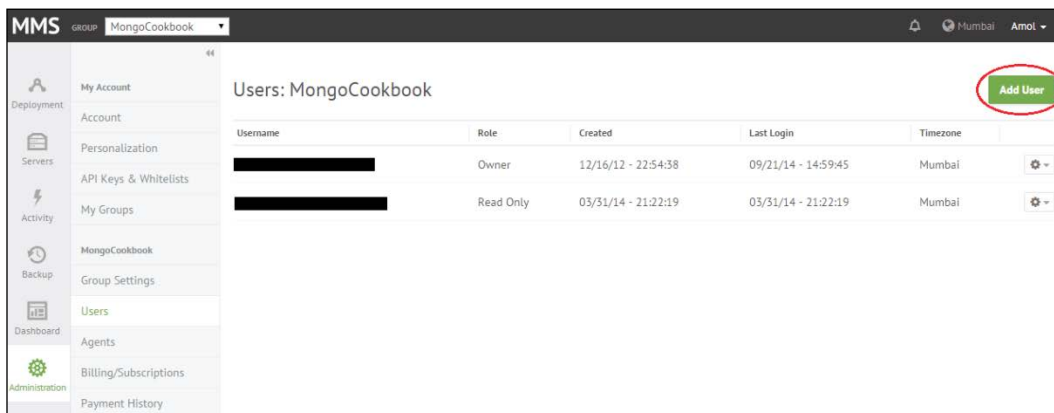 MMS GROUP MongoCookbook
Mumbai Amol
Deployment
Servers
Activity
Backup
Dashboard
Administration
My Account
Account
Personalization
API Keys & Whitelists
My Groups
MongoCookbook
Group Settings
Users
Agents
Billing/Subscriptions
Payment History
Users: MongoCookbook
Add User
Username Role Created Last Login Timezone
Owner 12/16/12 - 22:54:38 09/21/14 - 14:59:45 Mumbai
Read Only 03/31/14 - 21:22:19 03/31/14 - 21:22:19 Mumbai